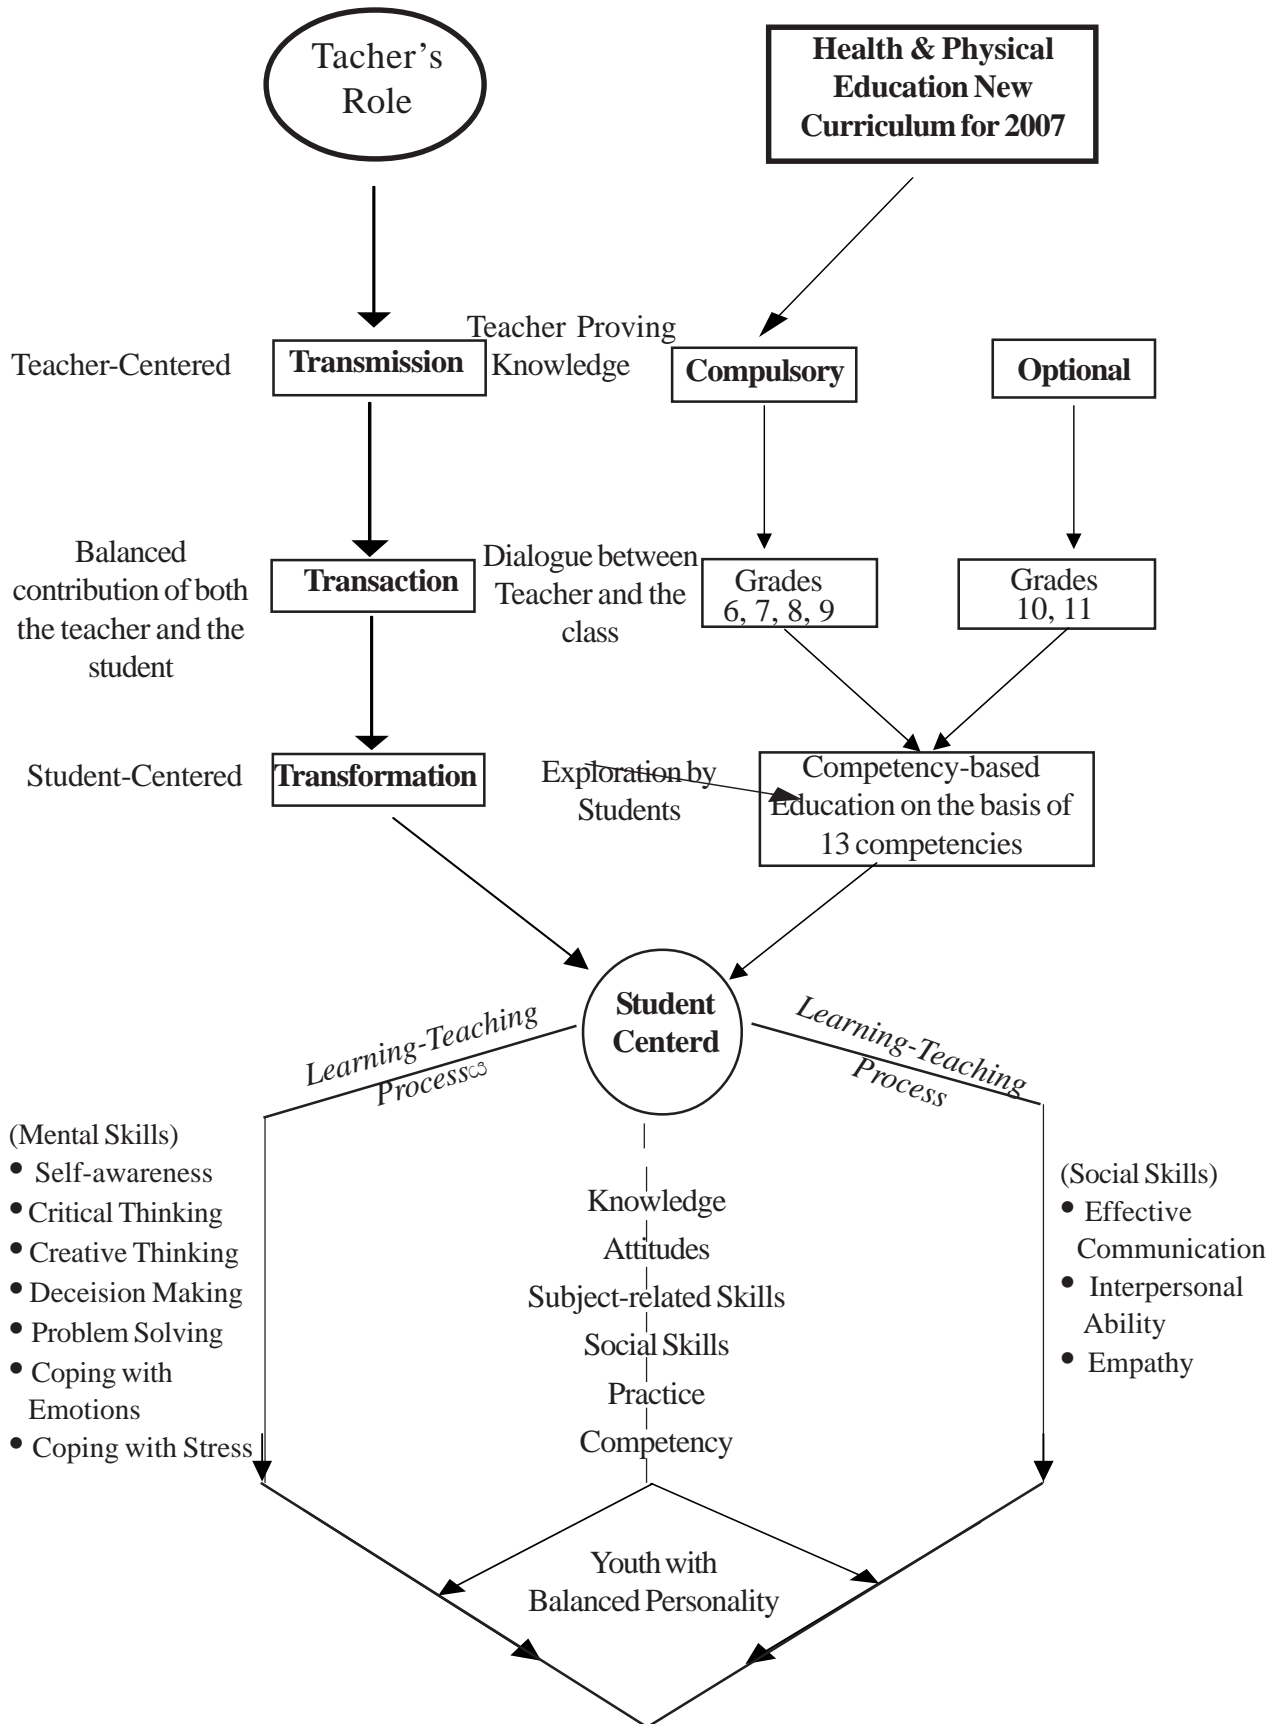 Tacher's
Role
Health & Physical
Education New
Curriculum for 2007
Teacher-Centered
Transmission
Teacher Proving
Knowledge
Compulsory
Optional
Balanced
contribution of both
the teacher and the
student
Transaction
Dialogue between
Teacher and the
class
Grades
6, 7, 8, 9
Grades
10, 11
Student-Centered
Transformation
Exploration by
Students
Competency-based
Education on the basis of
13 competencies
Student
Centerd
Learning-Teaching
Processය
Learning-Teaching
Process
(Mental Skills)
• Self-awareness
• Critical Thinking
• Creative Thinking
• Deceision Making
• Problem Solving
• Coping with
Emotions
• Coping with Stress
Knowledge
Attitudes
Subject-related Skills
Social Skills
Practice
Competency
(Social Skills)
• Effective
Communication
• Interpersonal
Ability
• Empathy
Youth with
Balanced Personality